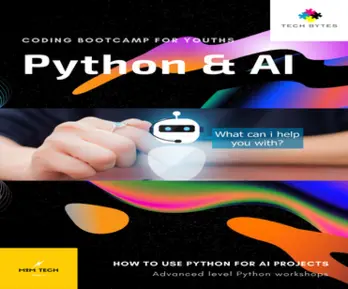 TECH BYTES
CODING BOOTCAMP FOR YOUTHS
Python & AI
What can i help
you with?
MBM TECH
HOW TO USE PYTHON FOR AI PROJECTS
Advanced level Python workshops